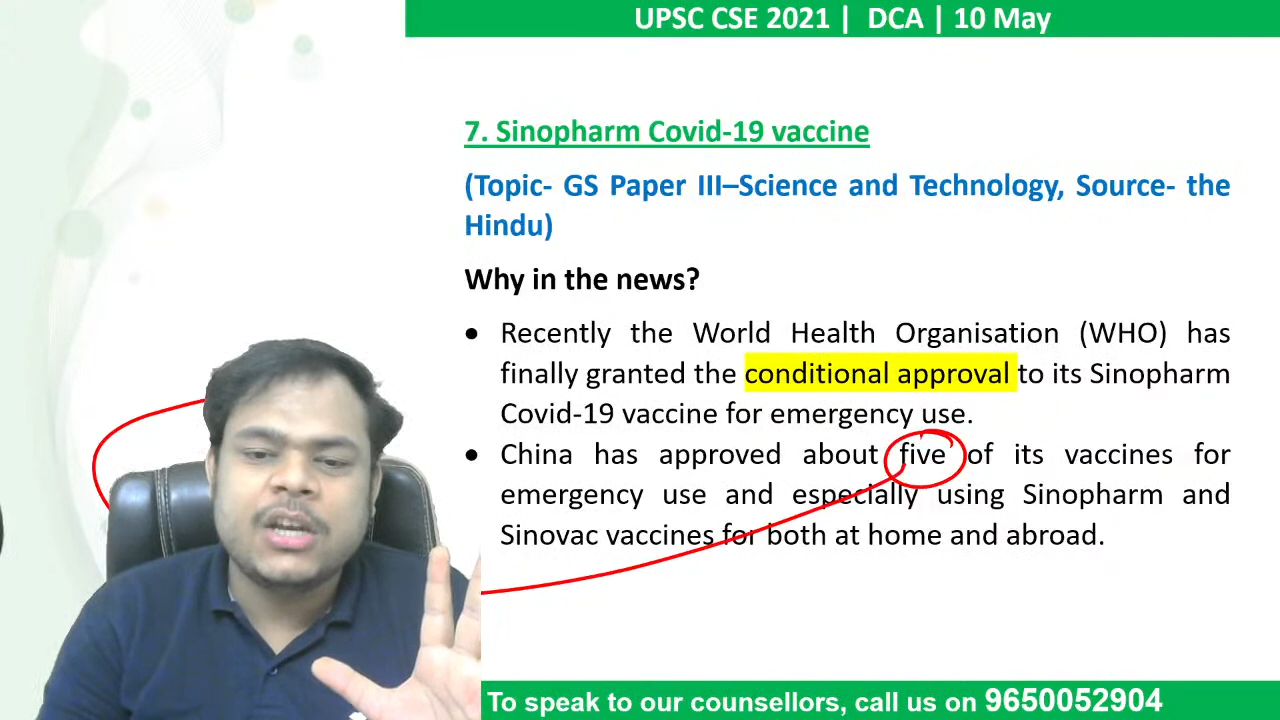 UPSC CSE 2021 | DCA | 10 May
7. Sinopharm Covid-19 vaccine
(Topic- GS Paper III–Science and Technology, Source- the
Hindu)
Why in the news?
• Recently the World Health Organisation (WHO) has
finally granted the conditional approval to its Sinopharm
Covid-19 vaccine for emergency use.
• China has approved about five of its vaccines for
emergency use and especially using Sinopharm and
Sinovac vaccines for both at home and abroad.
To speak to our counsellors, call us on 9650052904